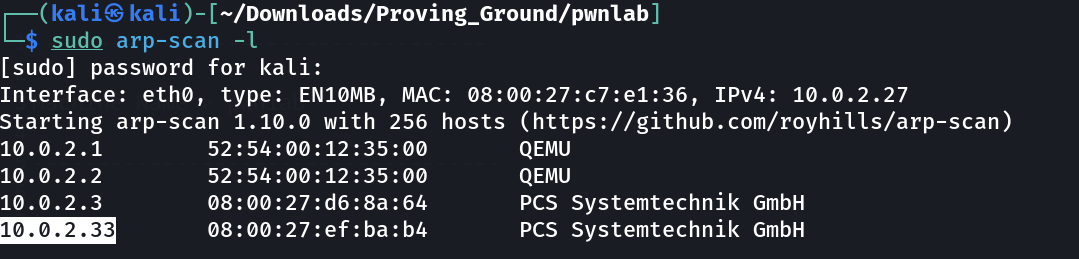 ┌──(kali㉿kali)-[~/Downloads/Proving_Ground/pwnlab]
└─$ sudo arp-scan -l
[sudo] password for kali:
Interface: eth0, type: EN10MB, MAC: 08:00:27:c7:e1:36, IPv4: 10.0.2.27
Starting arp-scan 1.10.0 with 256 hosts (https://github.com/royhills/arp-scan)
10.0.2.1 52:54:00:12:35:00 QEMU
10.0.2.2 52:54:00:12:35:00 QEMU
10.0.2.3 08:00:27:d6:8a:64 PCS Systemtechnik GmbH
10.0.2.33 08:00:27:ef:ba:b4 PCS Systemtechnik GmbH